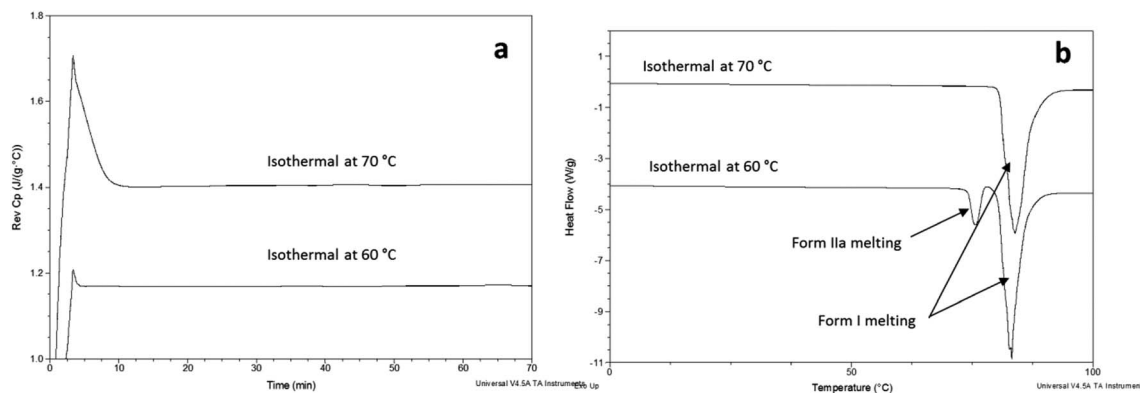 a
Rev Cp (J/(g·°C))
1.8
1.6
1.4
1.2
1.0
Isothermal at 70 °C
Isothermal at 60 °C
0
10
20
30
40
50
60
70
Time (min)
Universal V4.5A TA Instruments
b
Heat Flow (W/g)
1
-1
-3
-5
-7
-9
-11
Isothermal at 70 °C
Isothermal at 60 °C
Form IIa melting
Form I melting
0
25
50
75
100
Exo Up
Temperature (°C)
Universal V4.5A TA Instrumen